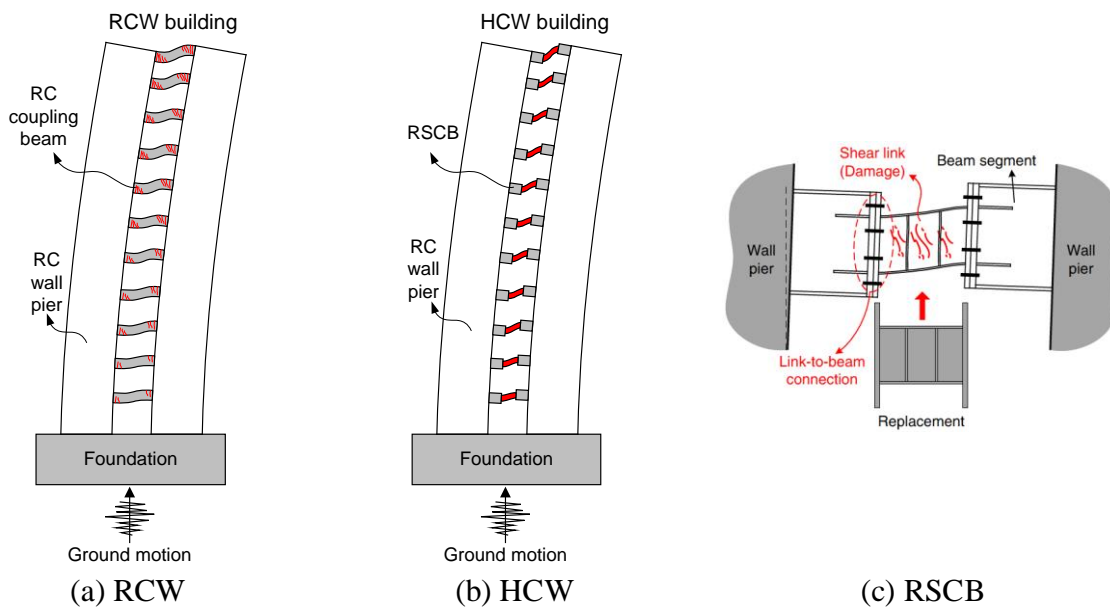 RCW building
RC
coupling
beam
RC
wall
pier
Foundation
Ground motion
(a) RCW
HCW building
RSCB
RC
wall
pier
Foundation
Ground motion
(b) HCW
Shear link
(Damage)
Beam segment
Wall
pier
Wall
pier
Link-to-beam
connection
Replacement
(c) RSCB